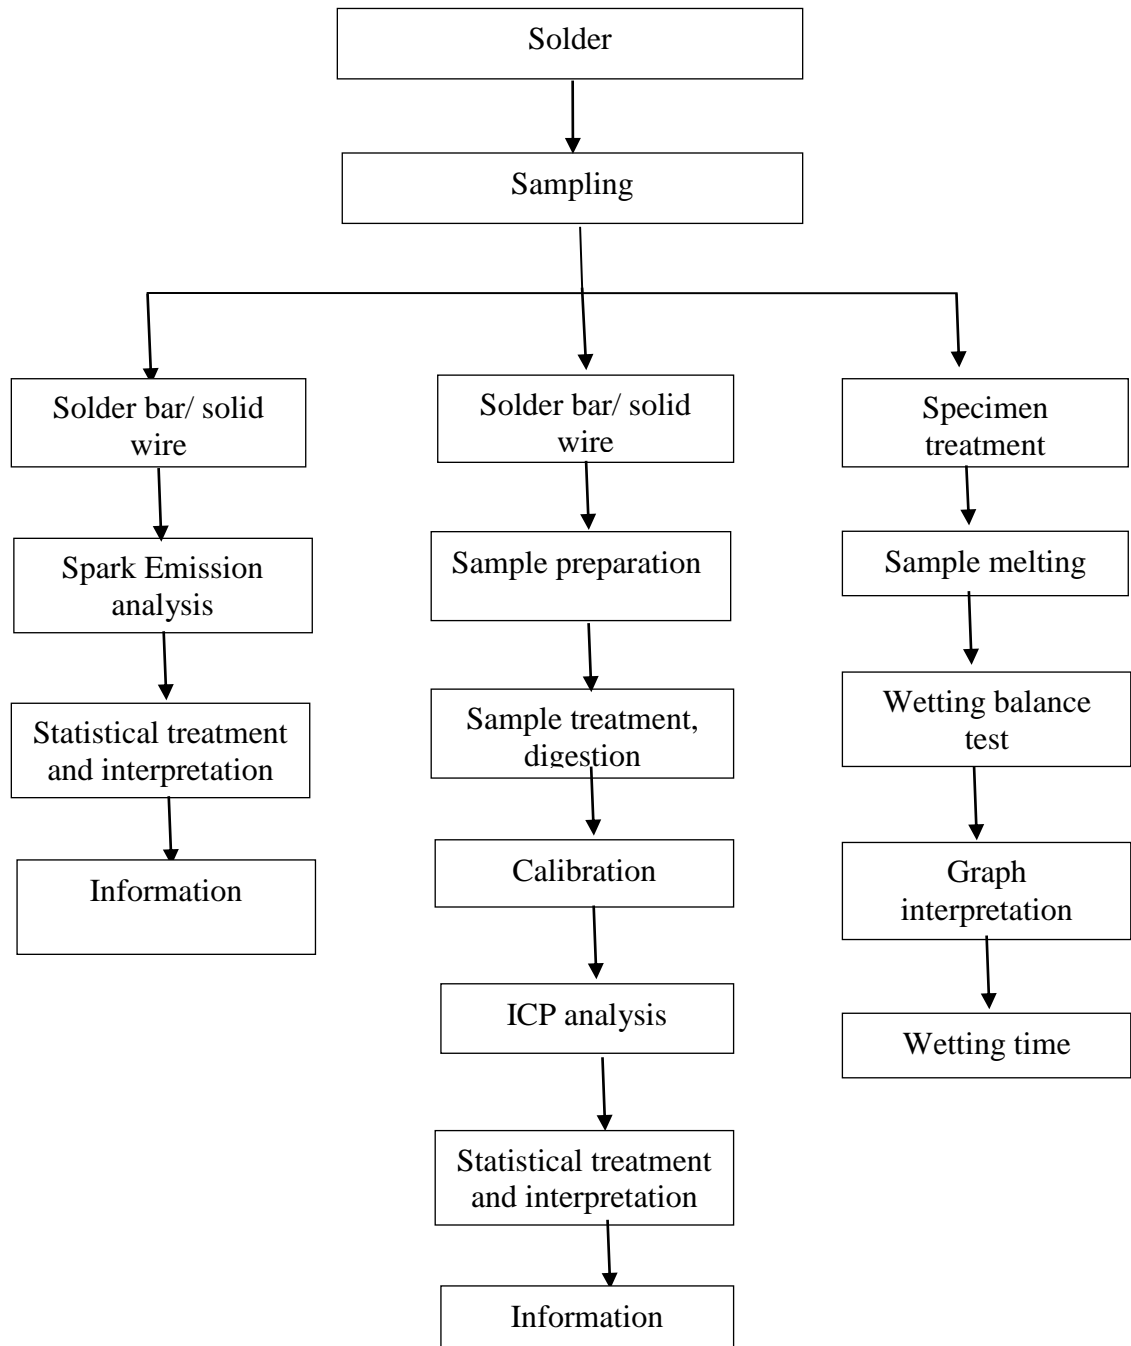 Solder
Sampling
Solder bar/ solid
wire
Spark Emission
analysis
Statistical treatment
and interpretation
Information
Solder bar/ solid
wire
Sample preparation
Sample treatment,
digestion
Calibration
ICP analysis
Statistical treatment
and interpretation
Information
Specimen
treatment
Sample melting
Wetting balance
test
Graph
interpretation
Wetting time